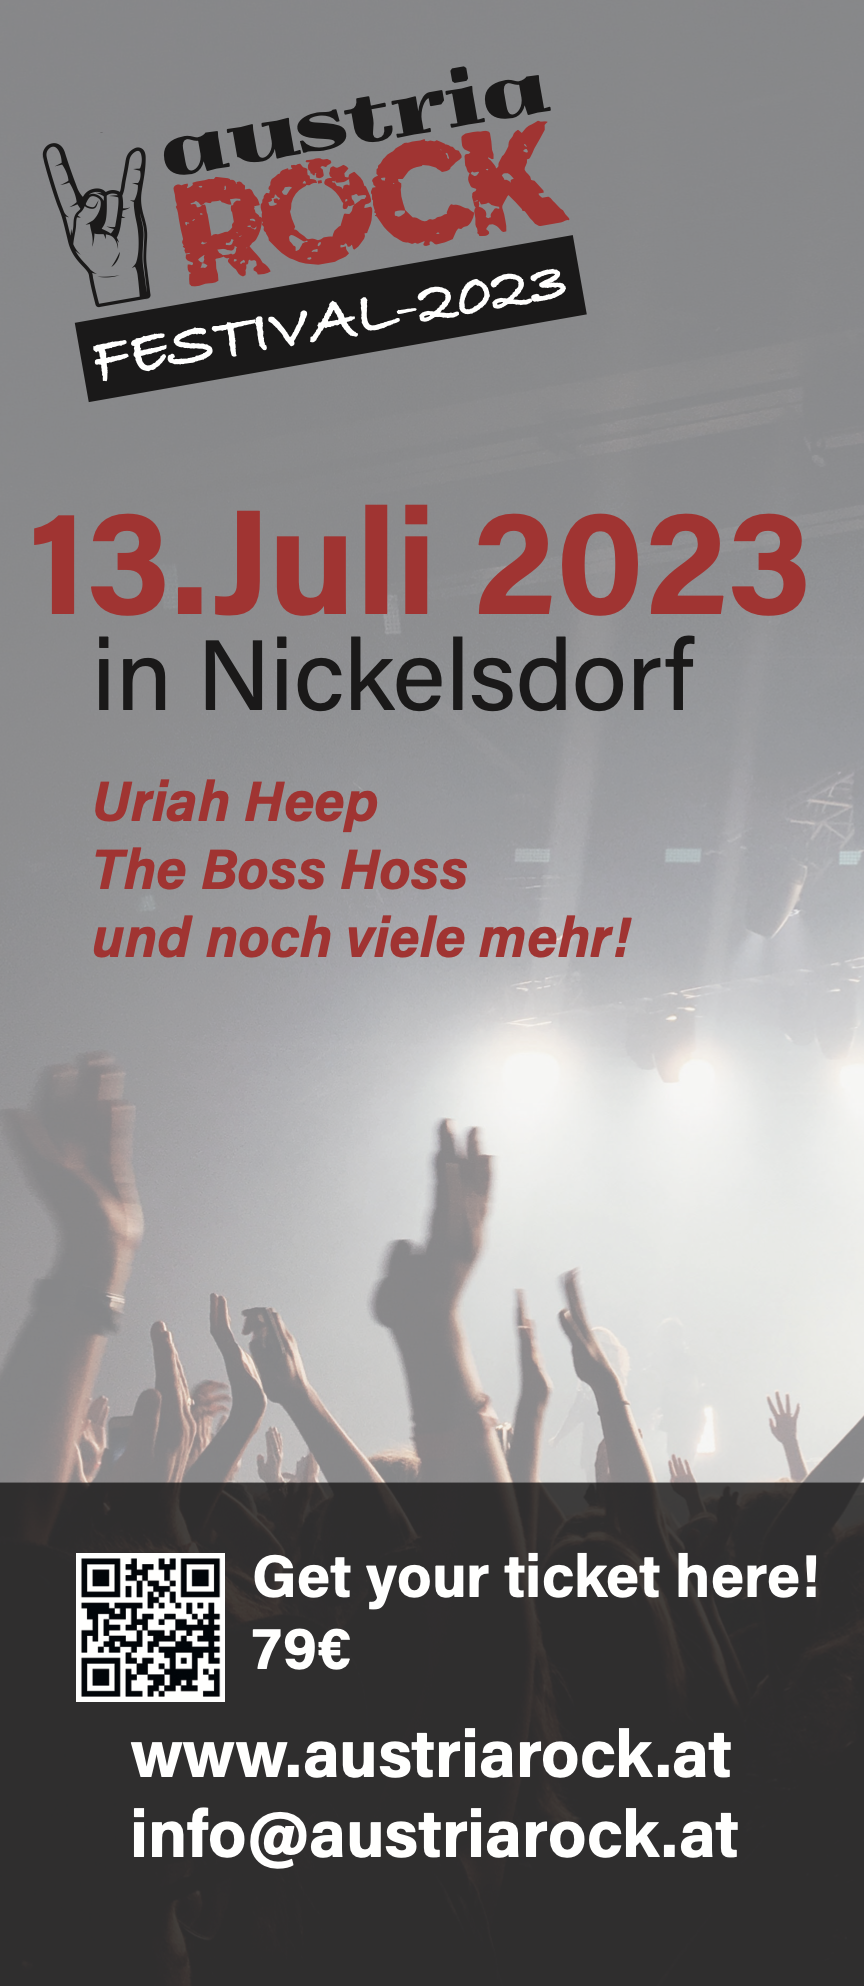 austria
ROCK
FESTIVAL-2023
13.Juli 2023
in Nickelsdorf
Uriah Heep
The Boss Hoss
und noch viele mehr!
Get your ticket here!
79€
www.austriarock.at
info@austriarock.at